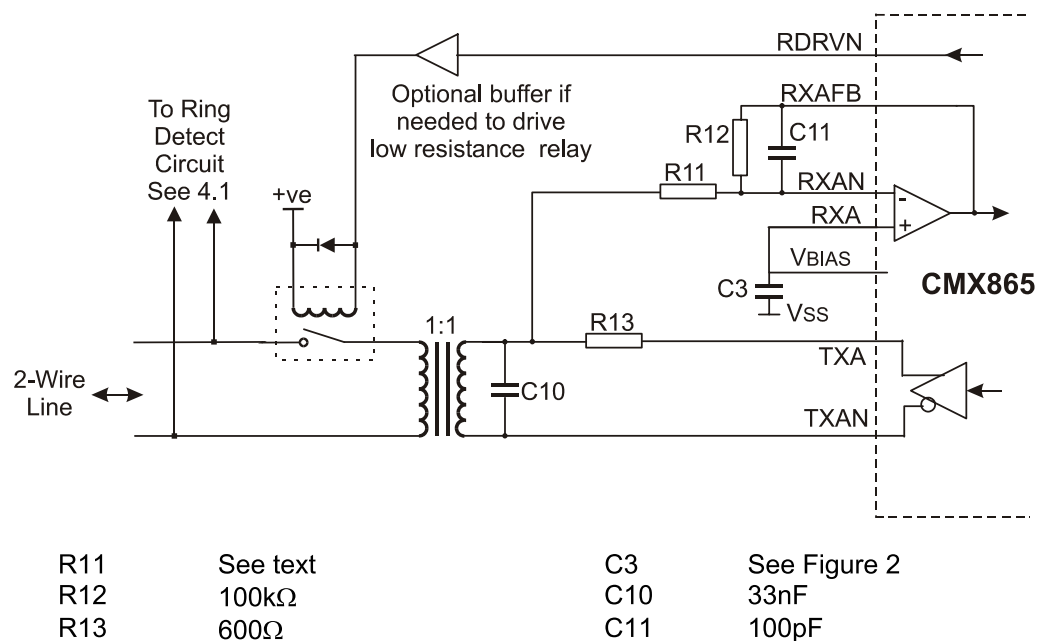 RDRVN
Optional buffer if
needed to drive
low resistance relay
To Ring
Detect
Circuit
See 4.1
+ve
RXAFB
R12
C11
R11
RXAN
-
RXA
+
VBIAS
C3
VSS
CMX865
1:1
R13
TXA
2-Wire
Line
C10
TXAN
R11 See text C3 See Figure 2
R12 100kΩ C10 33nF
R13 600Ω C11 100pF